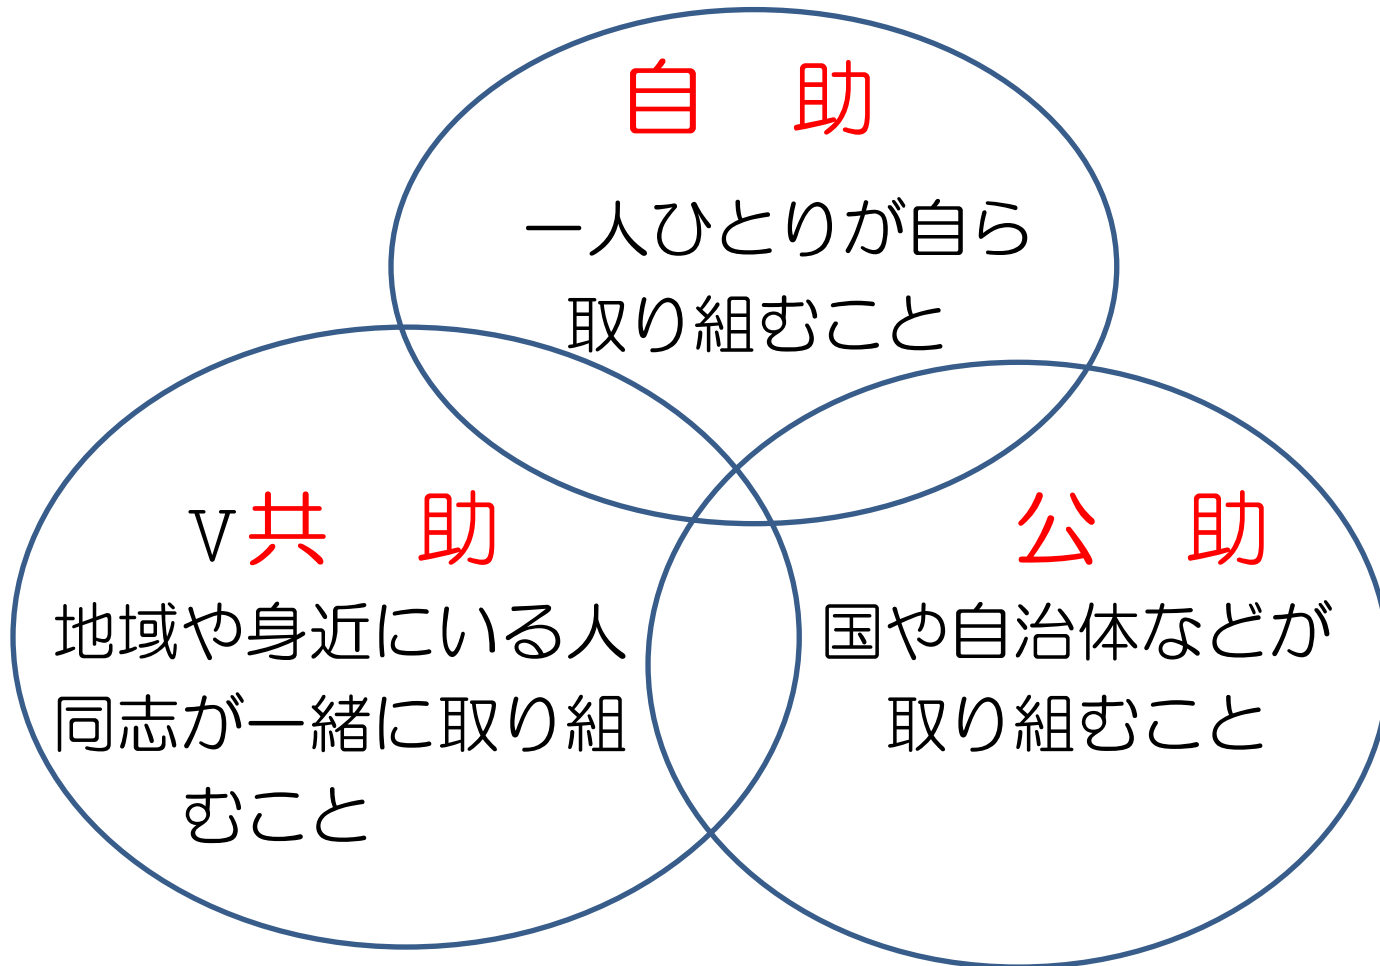 自　助
一人ひとりが自ら
取り組むこと
V共　助
地域や身近にいる人
同志が一緒に取り組
むこと
公　助
国や自治体などが
取り組むこと